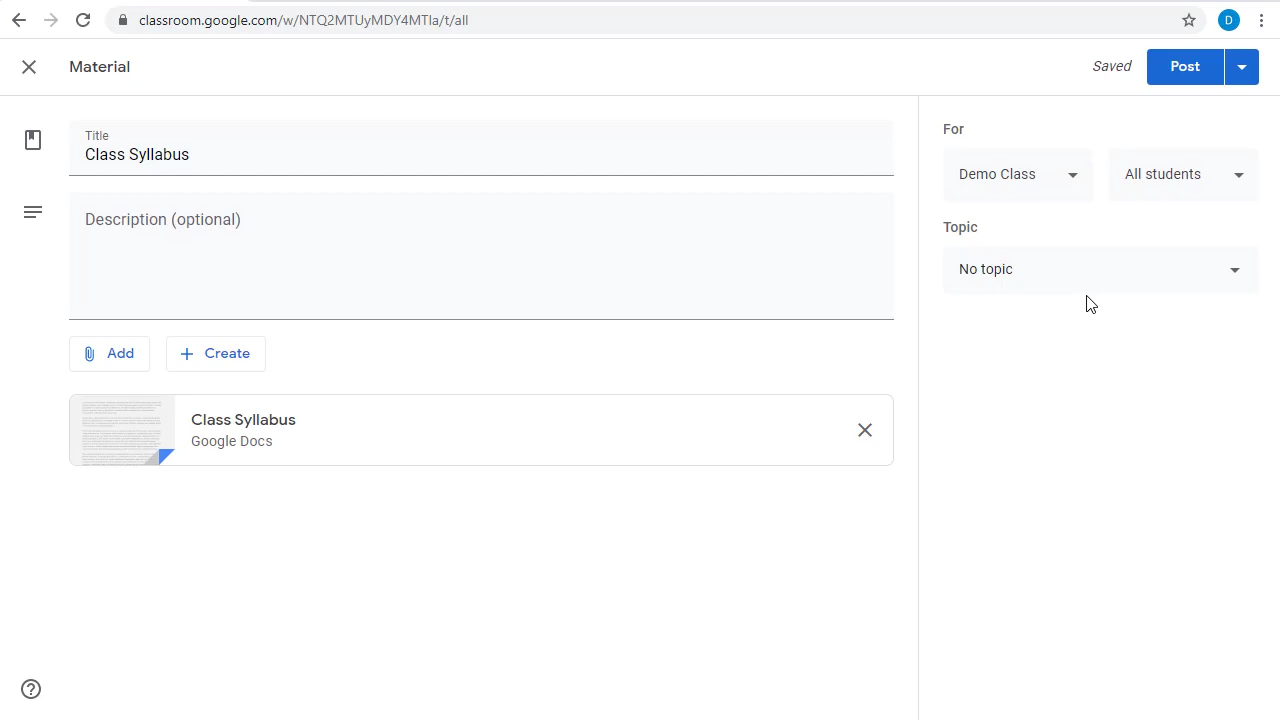 classroom.google.com/w/NTQ2MTUyMDY4MTla/t/all
D
Material
Saved
Post
Title
Class Syllabus
Description (optional)
Add
Create
Class Syllabus
Google Docs
For
Demo Class
All students
Topic
No topic